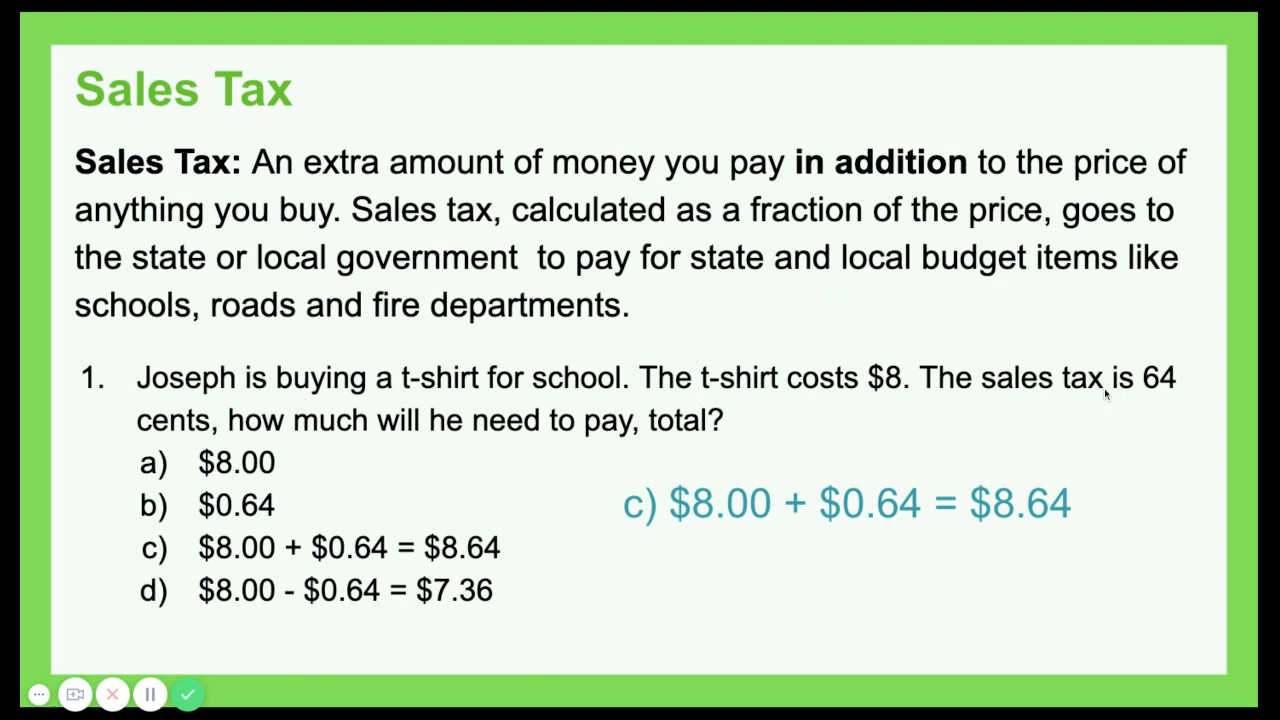 Sales Tax
Sales Tax: An extra amount of money you pay in addition to the price of
anything you buy. Sales tax, calculated as a fraction of the price, goes to
the state or local government  to pay for state and local budget items like
schools, roads and fire departments.
1. Joseph is buying a t-shirt for school. The t-shirt costs $8. The sales tax is 64
cents, how much will he need to pay, total?
a) $8.00
b) $0.64
c) $8.00 + $0.64 = $8.64
d) $8.00 - $0.64 = $7.36
c) $8.00 + $0.64 = $8.64